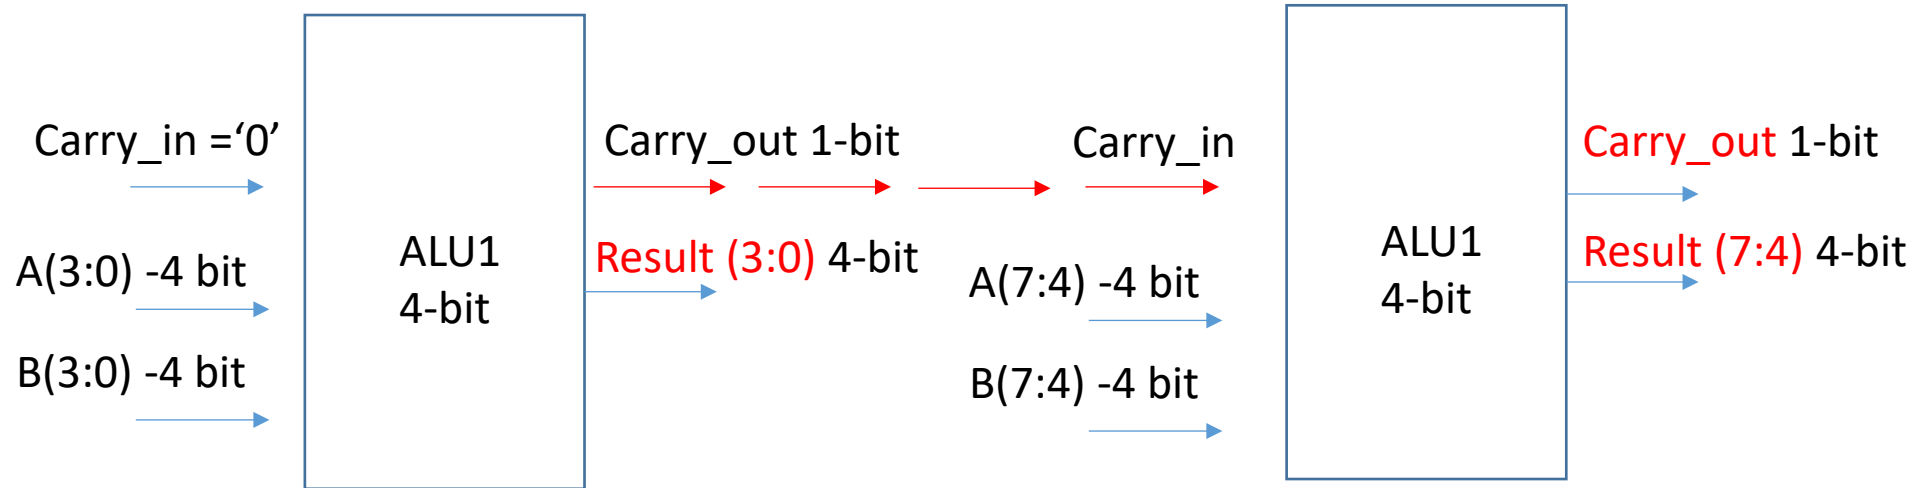 Carry_in =‘0’
A(3:0) -4 bit
B(3:0) -4 bit
ALU1
4-bit
Carry_out 1-bit
Result (3:0) 4-bit
Carry_in
A(7:4) -4 bit
B(7:4) -4 bit
ALU1
4-bit
Carry_out 1-bit
Result (7:4) 4-bit